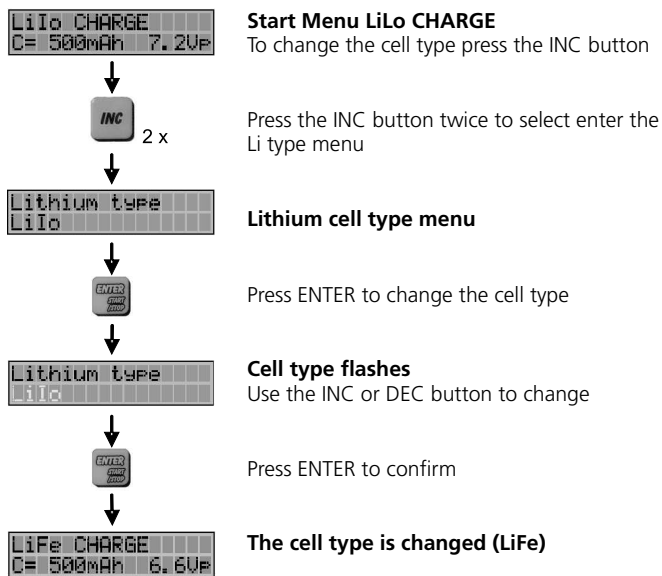 LiIo CHARGE
C= 500mAh 7.2Vp
Start Menu LiLo CHARGE
To change the cell type press the INC button
INC
2 x
Press the INC button twice to select enter the
Li type menu
Lithium type
LiIo
Lithium cell type menu
ENTER
START
/STOP
Press ENTER to change the cell type
Lithium type
LiIo
Cell type flashes
Use the INC or DEC button to change
ENTER
START
/STOP
Press ENTER to confirm
LiFe CHARGE
C= 500mAh 6.6Vp
The cell type is changed (LiFe)